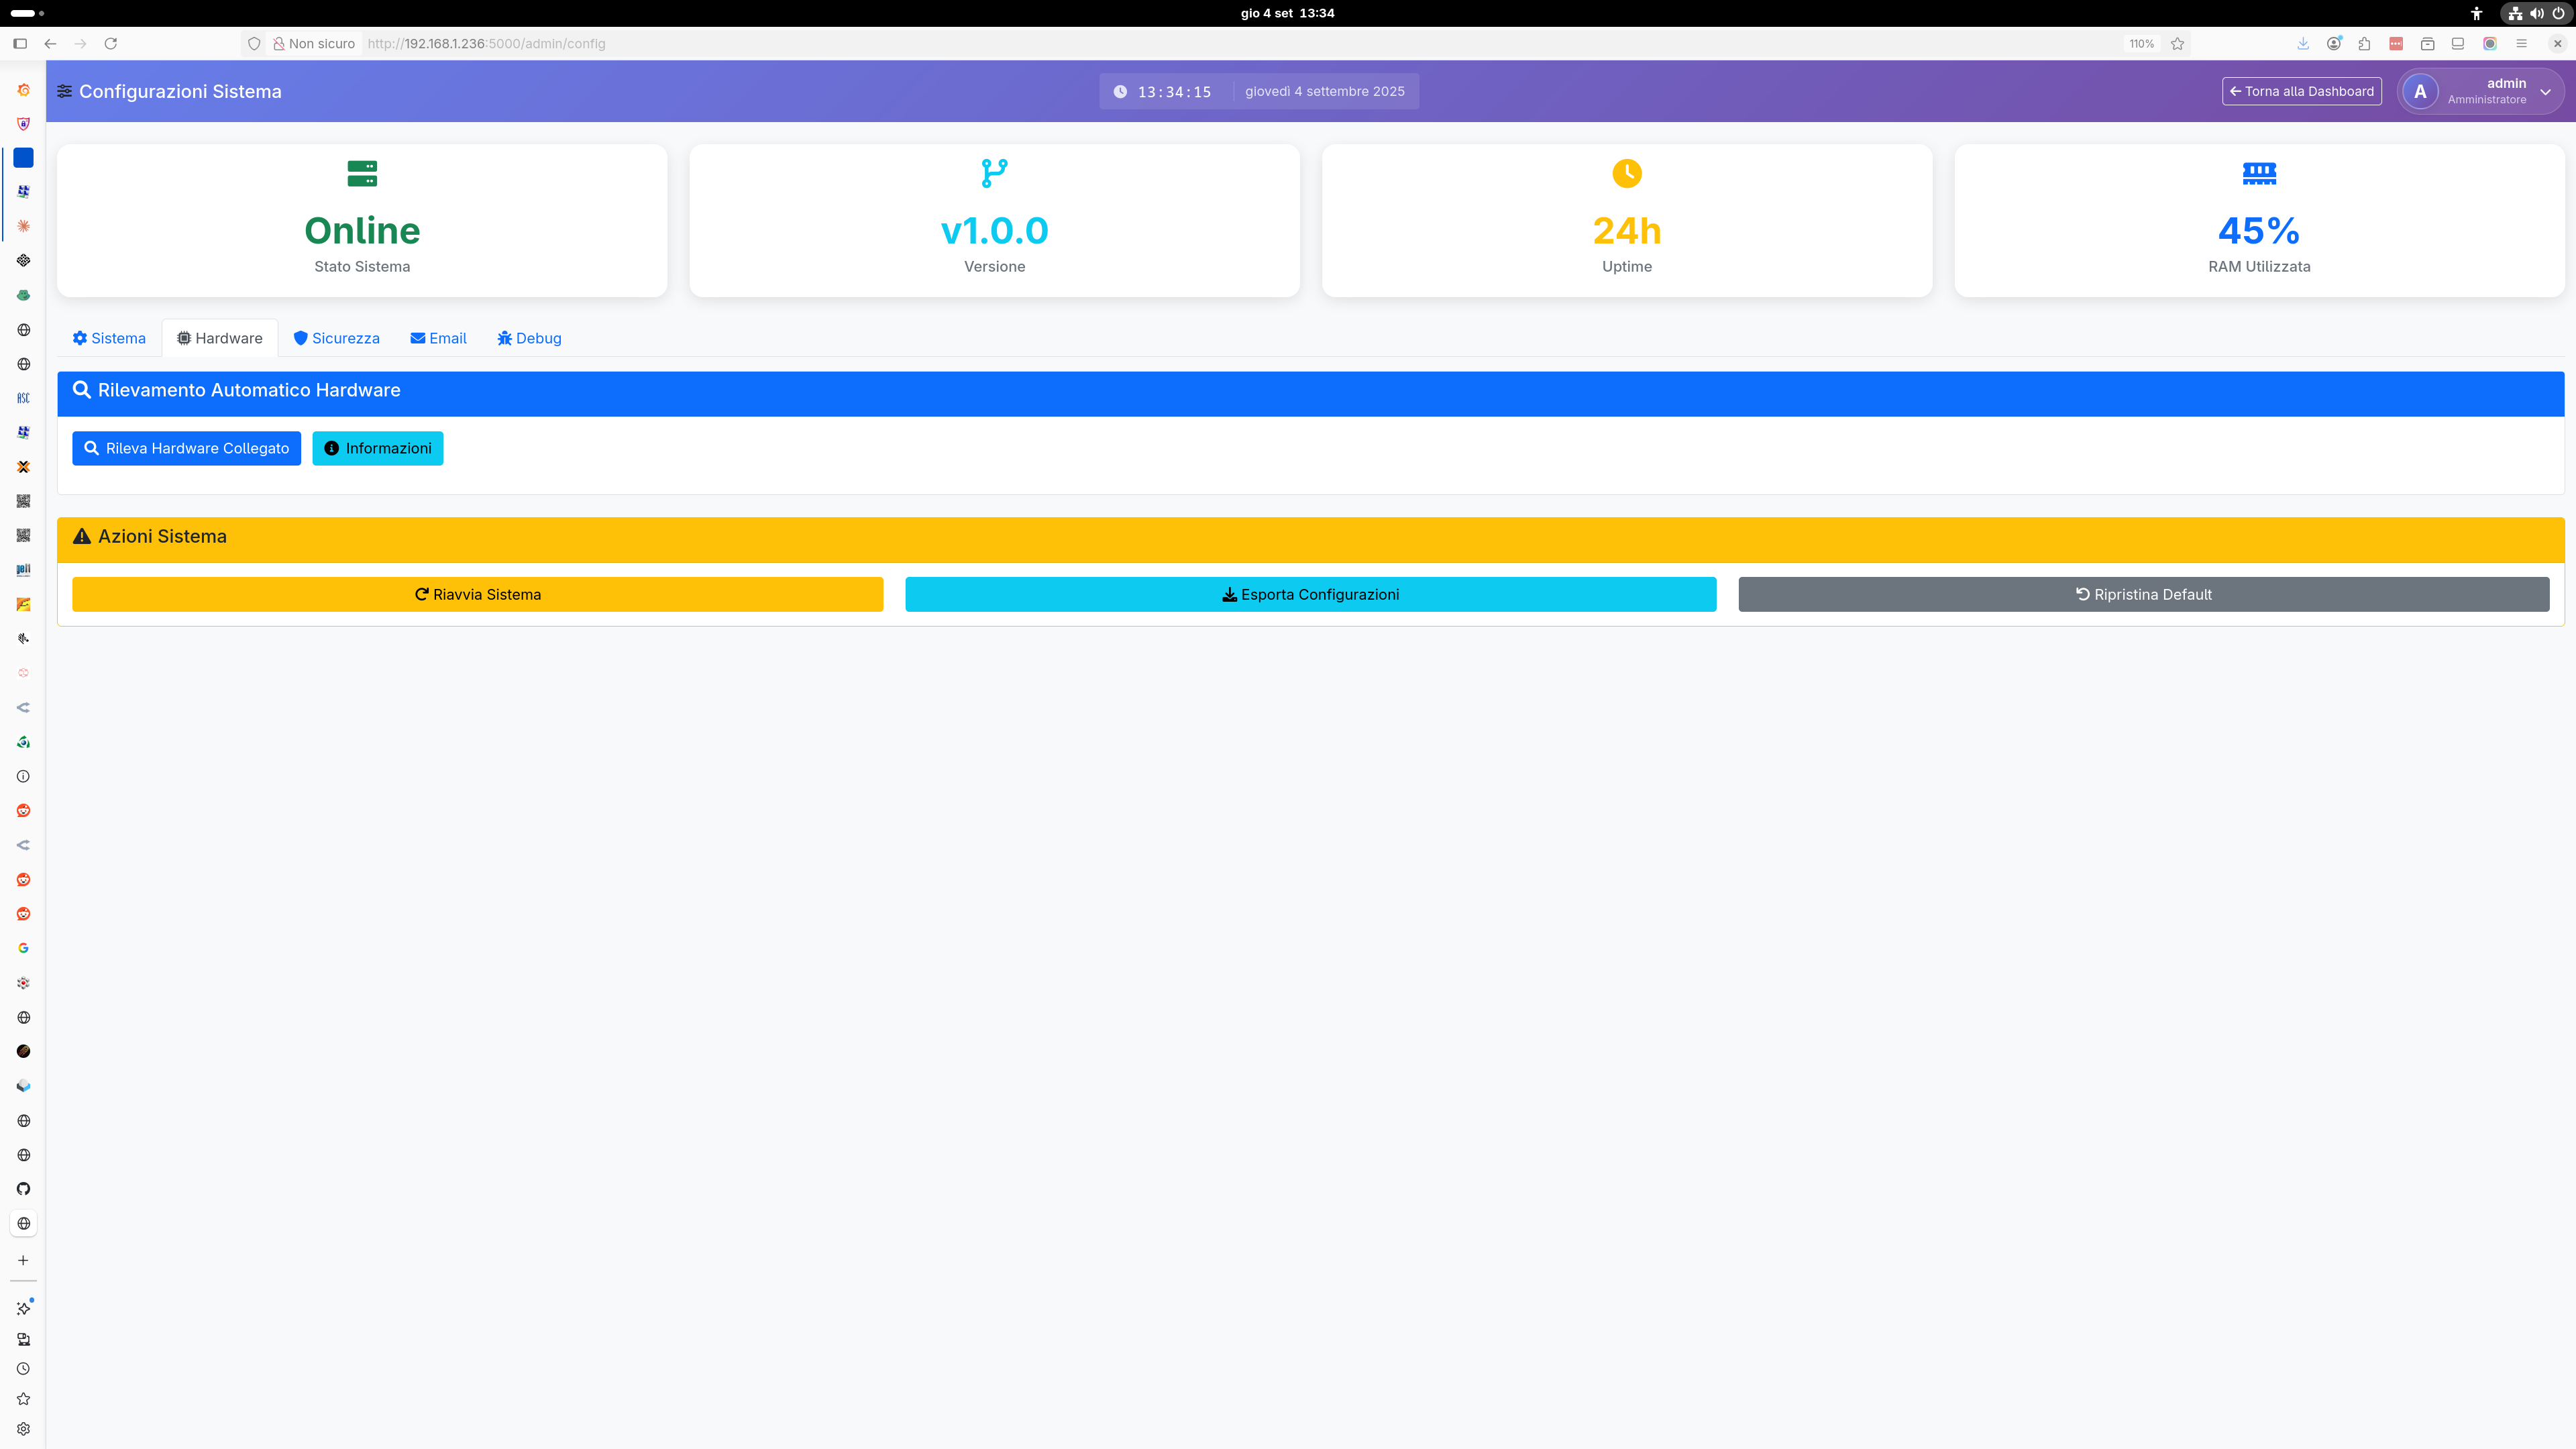 gio 4 set 13:34
Non sicuro http://192.168.1.236:5000/admin/config 110%
Configurazioni Sistema
13:34:15 giovedì 4 settembre 2025
Torna alla Dashboard
A
admin
Amministratore
Online
Stato Sistema
v1.0.0
Versione
24h
Uptime
45%
RAM Utilizzata
Sistema Hardware Sicurezza Email Debug
Rilevamento Automatico Hardware
Rileva Hardware Collegato Informazioni
Azioni Sistema
Riavvia Sistema Esporta Configurazioni Ripristina Default
ASC